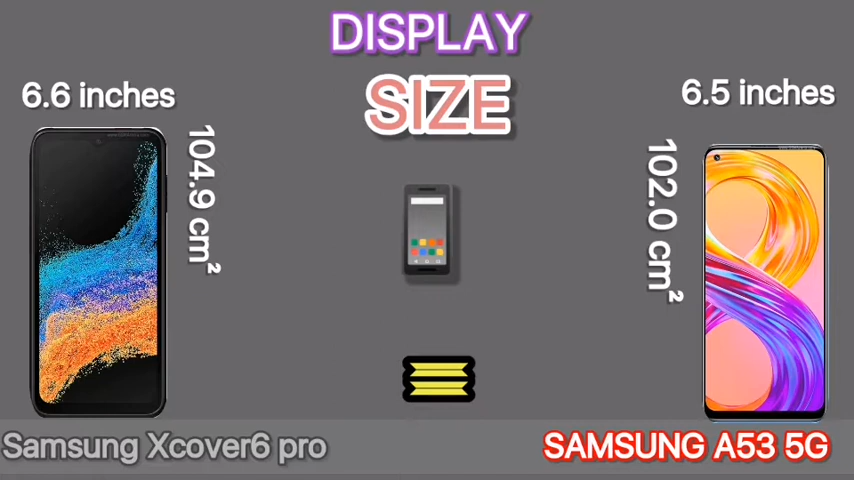 DISPLAY
SIZE
6.6 inches
6.5 inches
104.9 cm²
102.0 cm²
Samsung Xcover6 pro
SAMSUNG A53 5G